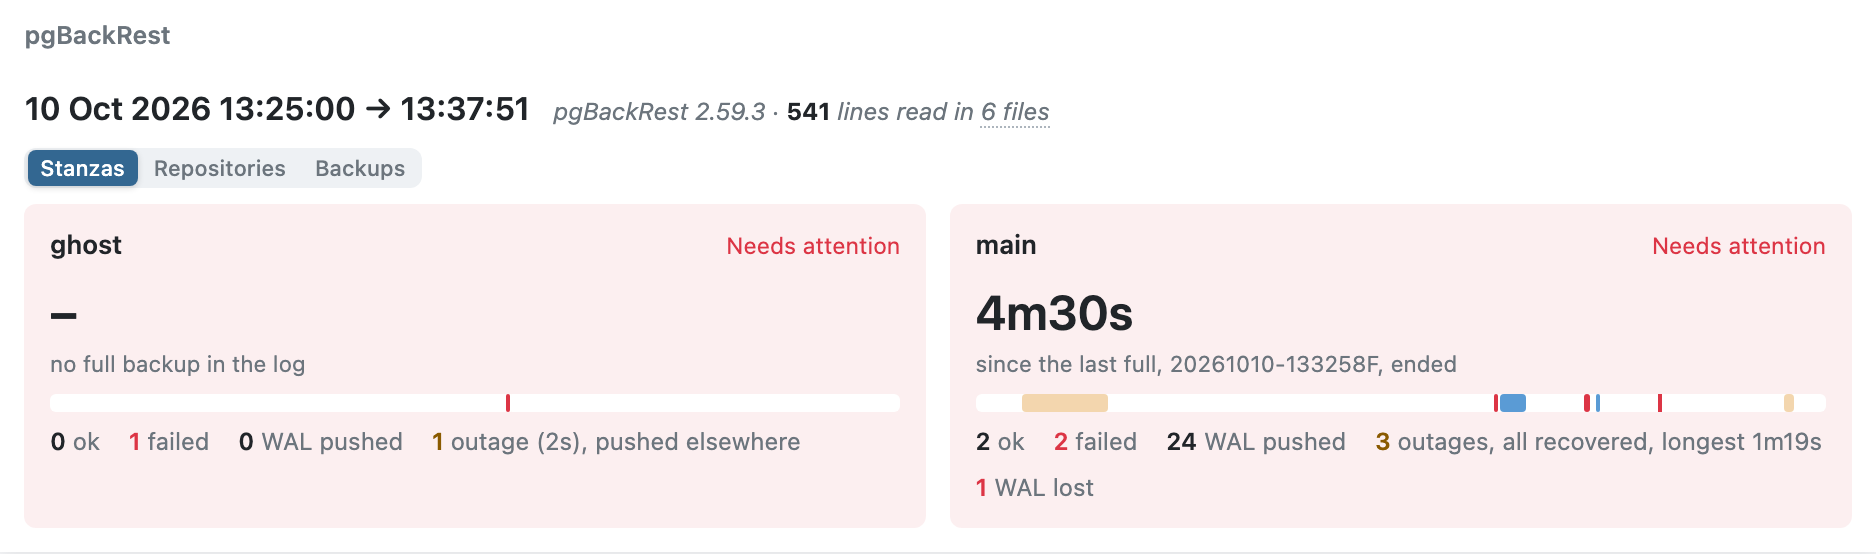 pgBackRest
10 Oct 2026 13:25:00 → 13:37:51 pgBackRest 2.59.3 · 541 lines read in 6 files
Stanzas Repositories Backups
ghost Needs attention
–
no full backup in the log
0 ok 1 failed 0 WAL pushed 1 outage (2s), pushed elsewhere
main Needs attention
4m30s
since the last full, 20261010-133258F, ended
2 ok 2 failed 24 WAL pushed 3 outages, all recovered, longest 1m19s
1 WAL lost